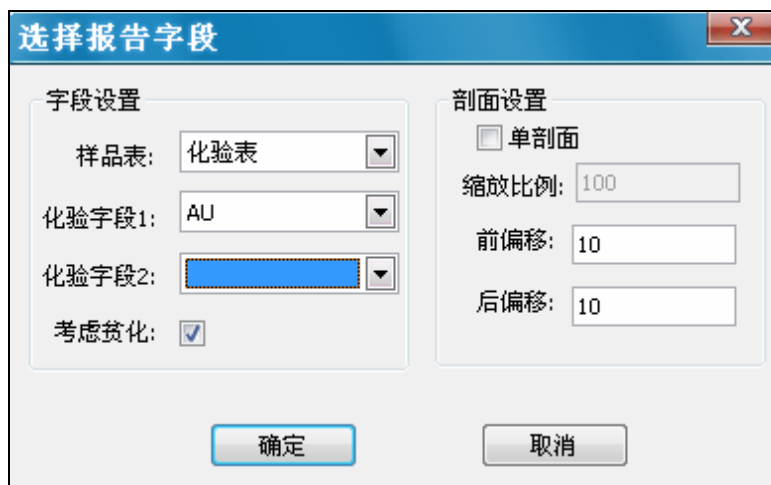 选择报告字段
X
字段设置
样品表: 化验表
化验字段1: AU
化验字段2:
考虑贫化:
剖面设置
单剖面
缩放比例: 100
前偏移: 10
后偏移: 10
确定
取消